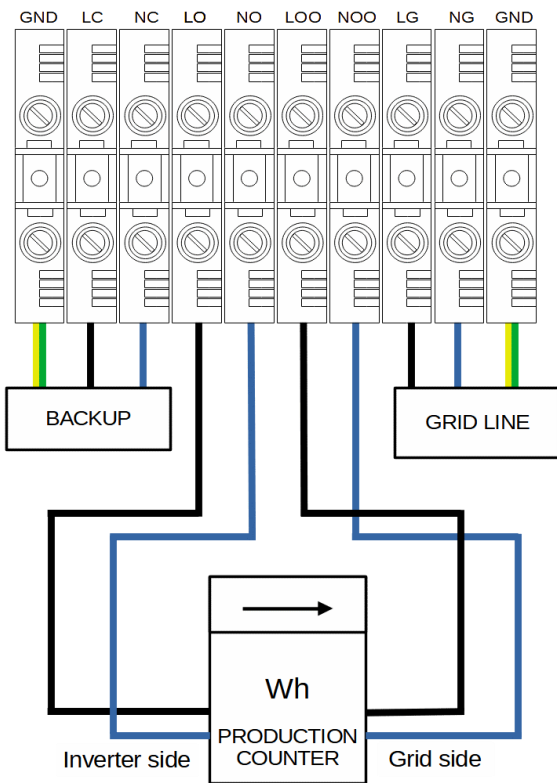 GND LC NC LO NO LOO NOO LG NG GND
BACKUP
GRID LINE
Wh
PRODUCTION
COUNTER
Inverter side
Grid side